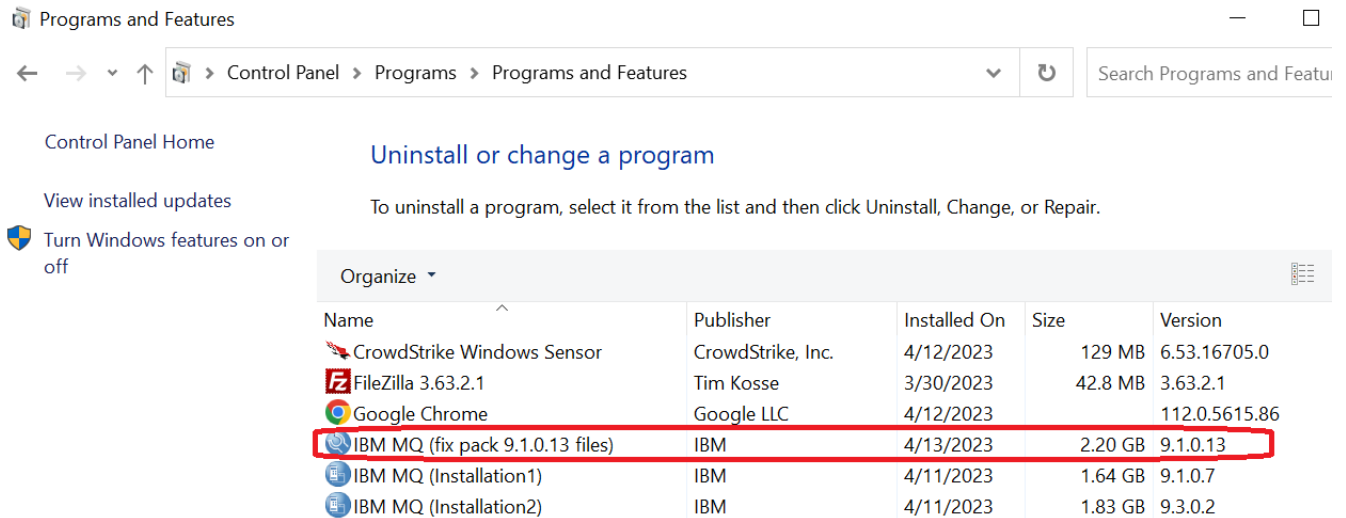 Programs and Features
Control Panel > Programs > Programs and Features
Search Programs and Featu
Control Panel Home
View installed updates
Turn Windows features on or
off
Uninstall or change a program
To uninstall a program, select it from the list and then click Uninstall, Change, or Repair.
Organize
Name Publisher Installed On Size Version
CrowdStrike Windows Sensor CrowdStrike, Inc. 4/12/2023 129 MB 6.53.16705.0
FileZilla 3.63.2.1 Tim Kosse 3/30/2023 42.8 MB 3.63.2.1
Google Chrome Google LLC 4/12/2023 112.0.5615.86
IBM MQ (fix pack 9.1.0.13 files) IBM 4/13/2023 2.20 GB 9.1.0.13
IBM MQ (Installation1) IBM 4/11/2023 1.64 GB 9.1.0.7
IBM MQ (Installation2) IBM 4/11/2023 1.83 GB 9.3.0.2